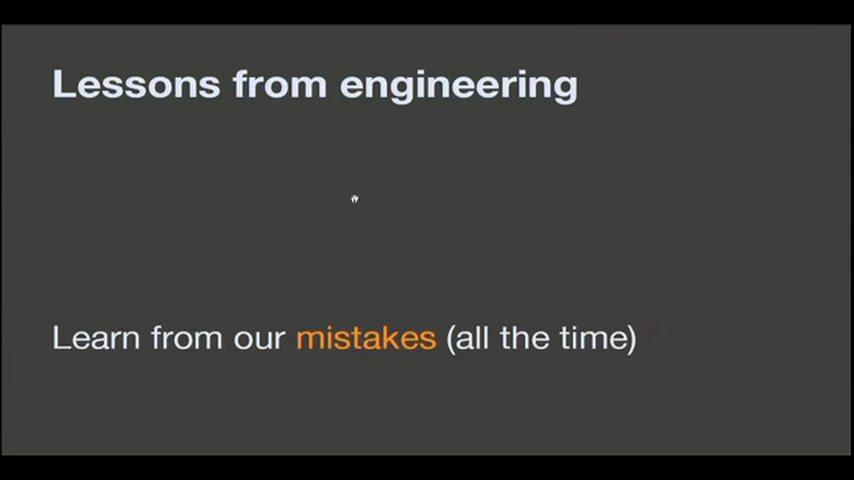 Lessons from engineering
Learn from our mistakes (all the time)